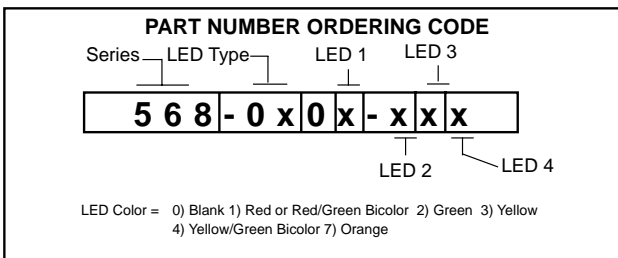 PART NUMBER ORDERING CODE
Series LED Type LED 1 LED 3
5 6 8 - 0 x 0 x - x x x
LED 2 LED 4
LED Color = 0) Blank 1) Red or Red/Green Bicolor 2) Green 3) Yellow
4) Yellow/Green Bicolor 7) Orange